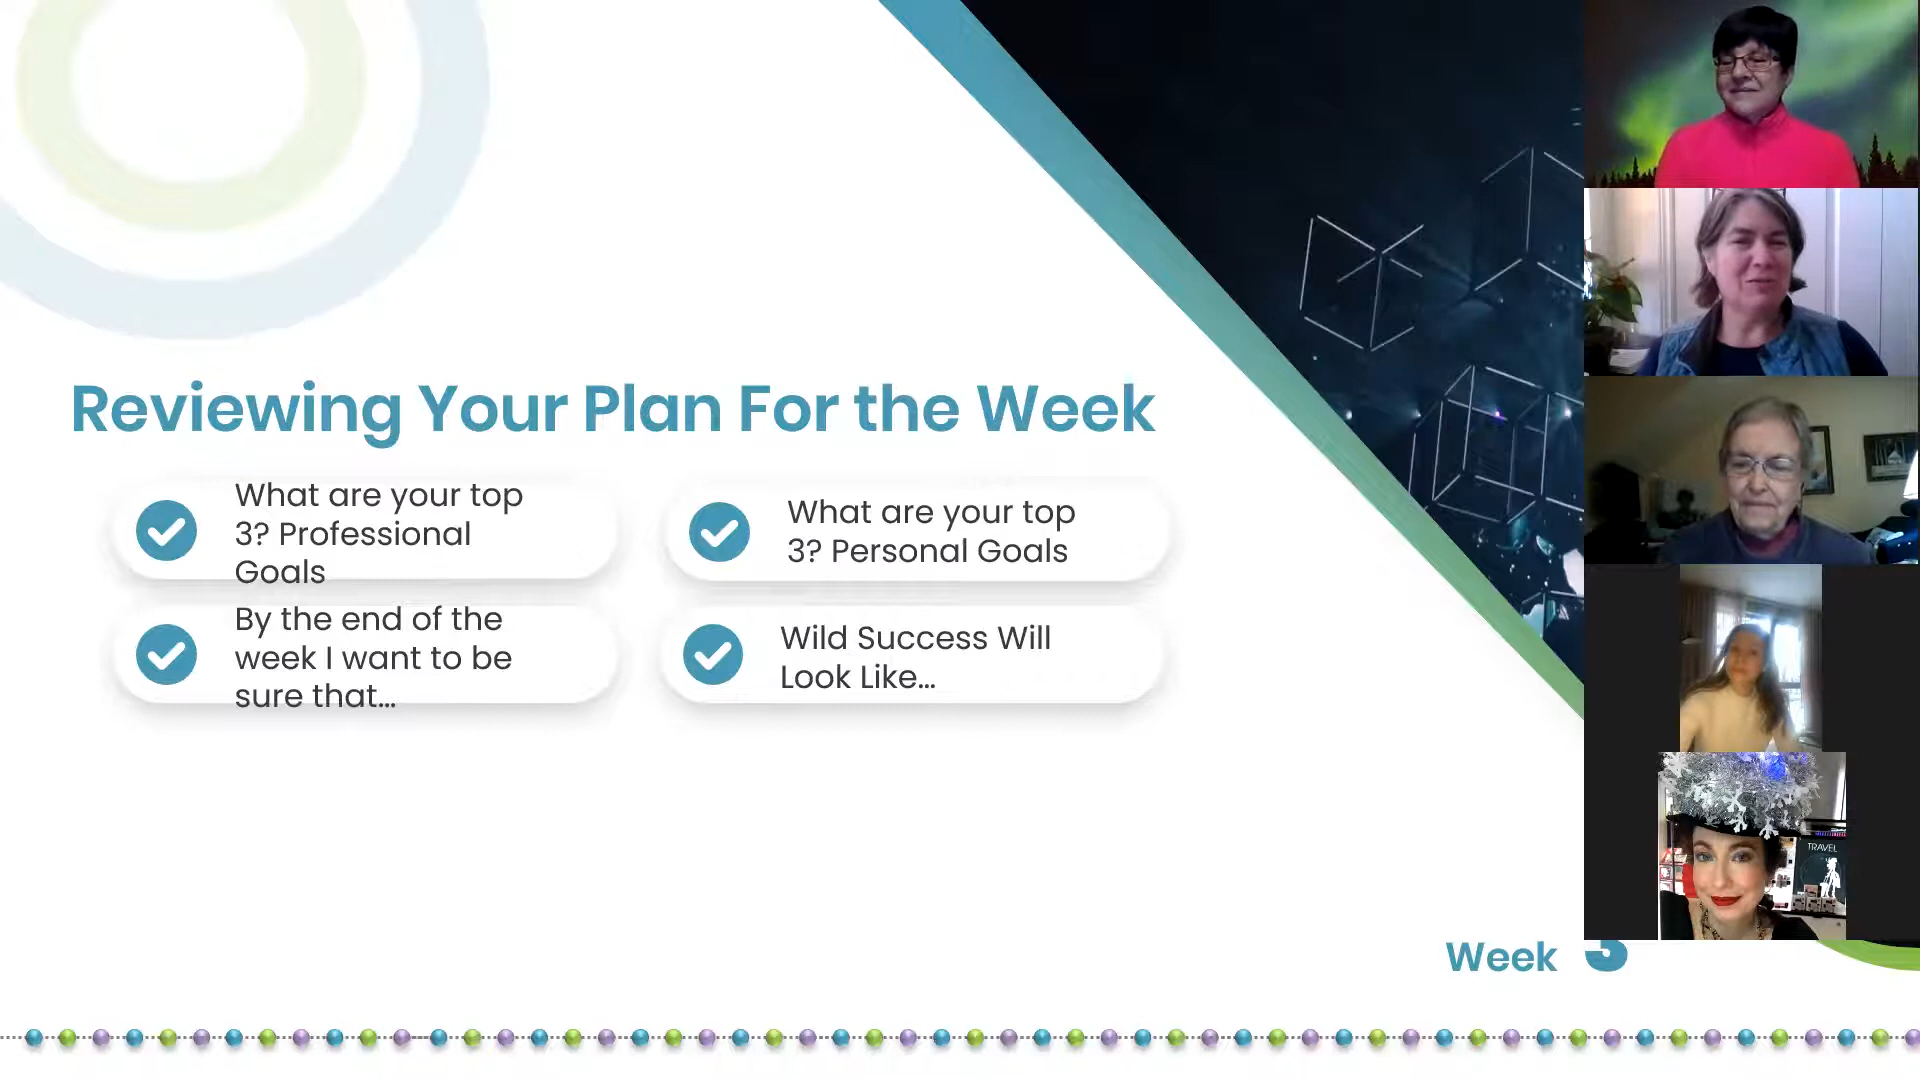 Reviewing Your Plan For the Week
What are your top
3? Professional
Goals
What are your top
3? Personal Goals
By the end of the
week I want to be
sure that...
Wild Success Will
Look Like...
TRAVEL
Week 3